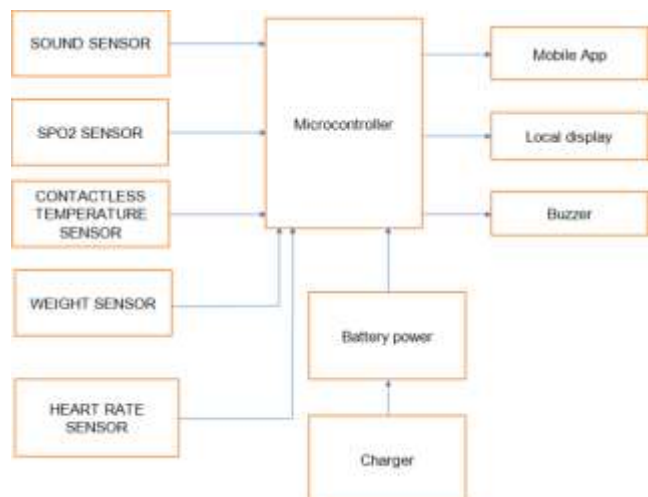 SOUND SENSOR
Mobile App
SPO2 SENSOR
Microcontroller
Local display
CONTACTLESS
TEMPERATURE
SENSOR
Buzzer
WEIGHT SENSOR
Battery power
HEART RATE
SENSOR
Charger